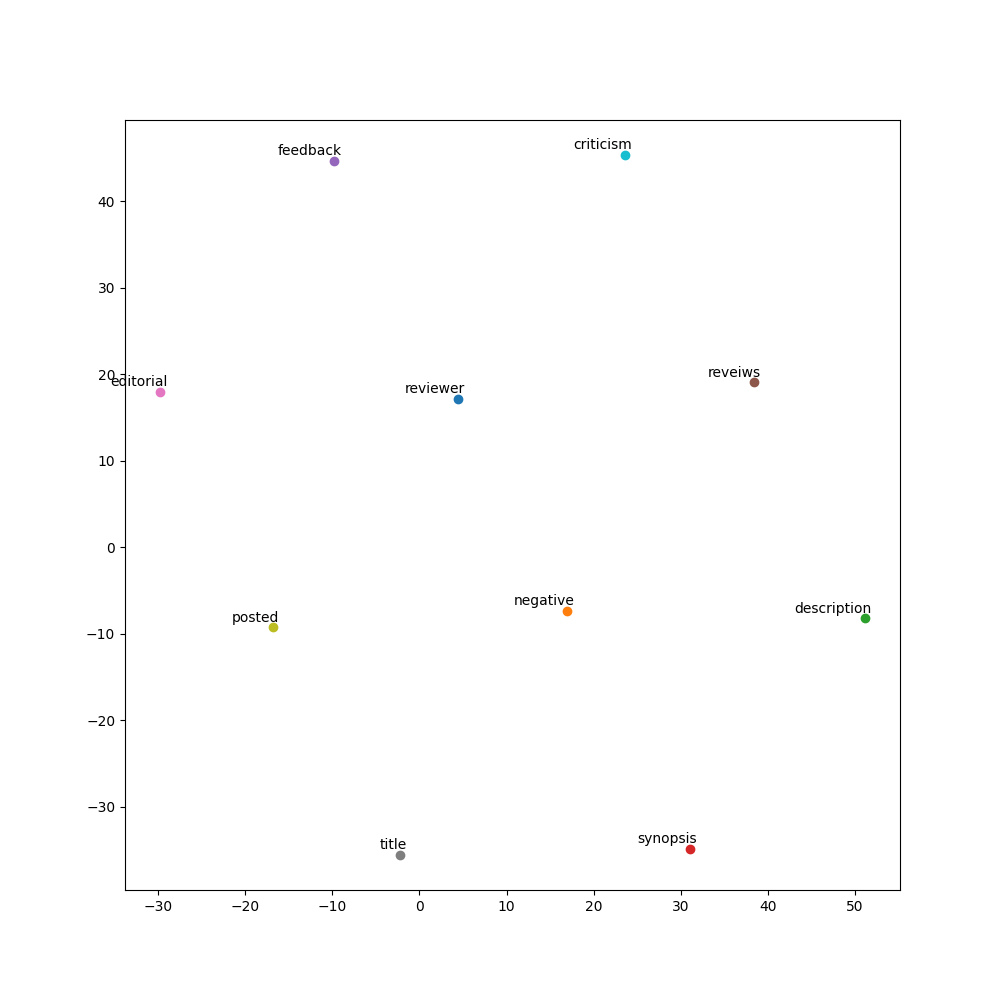 criticism
feedback
40
30
reveiws
20
editorial
reviewer
10
0
negative
description
posted
−10
−20
−30
synopsis
title
−30 −20 −10 0 10 20 30 40 50